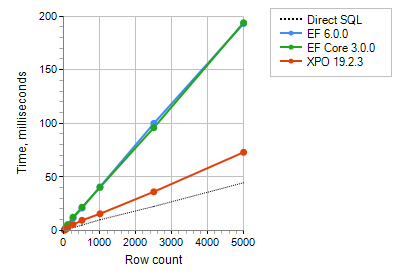 Direct SQL
EF 6.0.0
EF Core 3.0.0
XPO 19.2.3
Time, milliseconds
200
150
100
50
0
0 1000 2000 3000 4000 5000
Row count